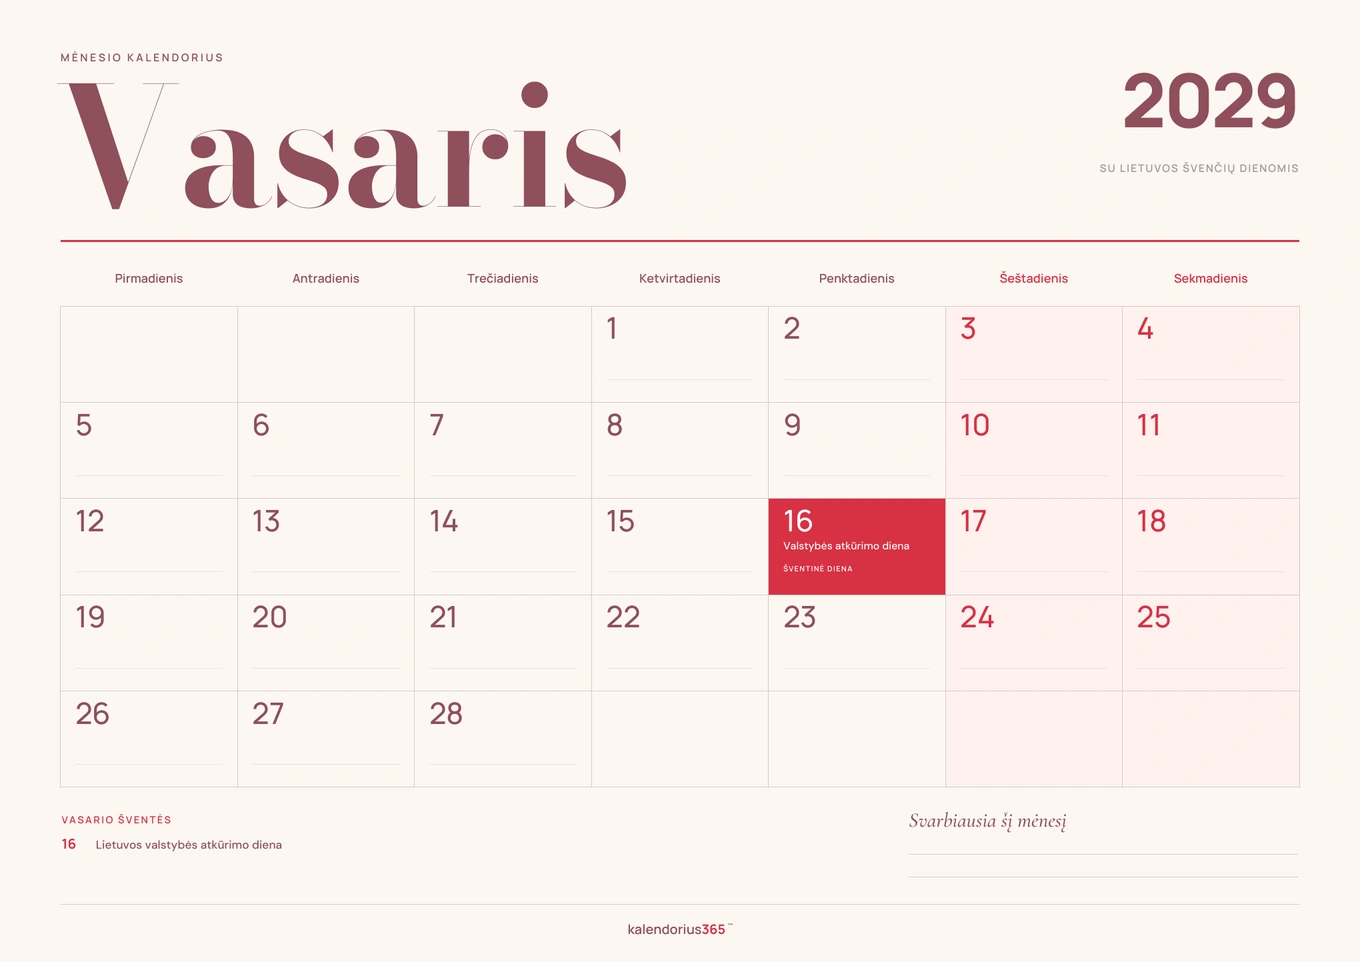 MĖNESIO KALENDORIUS
Vasaris
2029
SU LIETUVOS ŠVENČIŲ DIENOMIS
Pirmadienis Antradienis Trečiadienis Ketvirtadienis Penktadienis Šeštadienis Sekmadienis
1 2 3 4
5 6 7 8 9 10 11
12 13 14 15 16 17 18
Valstybės atkūrimo diena
ŠVENTINĖ DIENA
19 20 21 22 23 24 25
26 27 28
VASARIO ŠVENTĖS
16 Lietuvos valstybės atkūrimo diena
Svarbiausia šį mėnesį
kalendorius365™